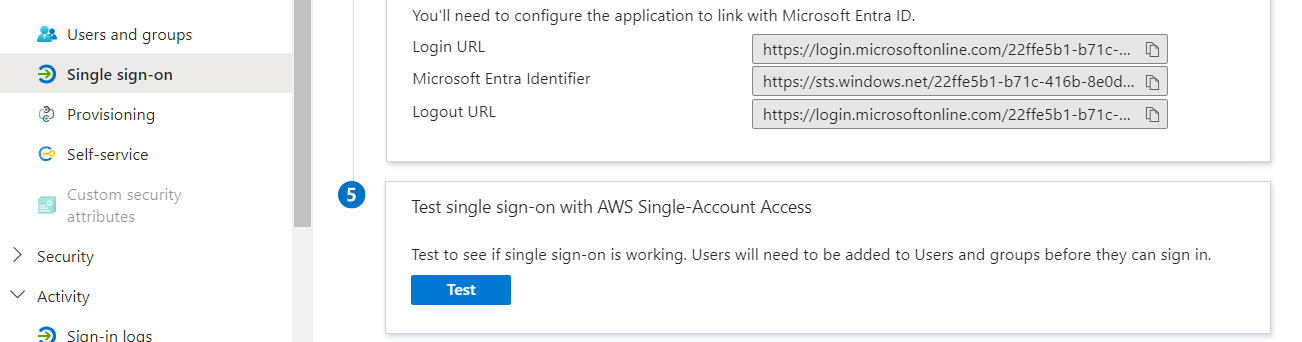 Users and groups
Single sign-on
Provisioning
Self-service
Custom security
attributes
Security
Activity
Sign-in logs
You'll need to configure the application to link with Microsoft Entra ID.
Login URL
https://login.microsoftonline.com/22ffe5b1-b71c-...
Microsoft Entra Identifier
https://sts.windows.net/22ffe5b1-b71c-416b-8e0d...
Logout URL
https://login.microsoftonline.com/22ffe5b1-b71c-...
5
Test single sign-on with AWS Single-Account Access
Test to see if single sign-on is working. Users will need to be added to Users and groups before they can sign in.
Test